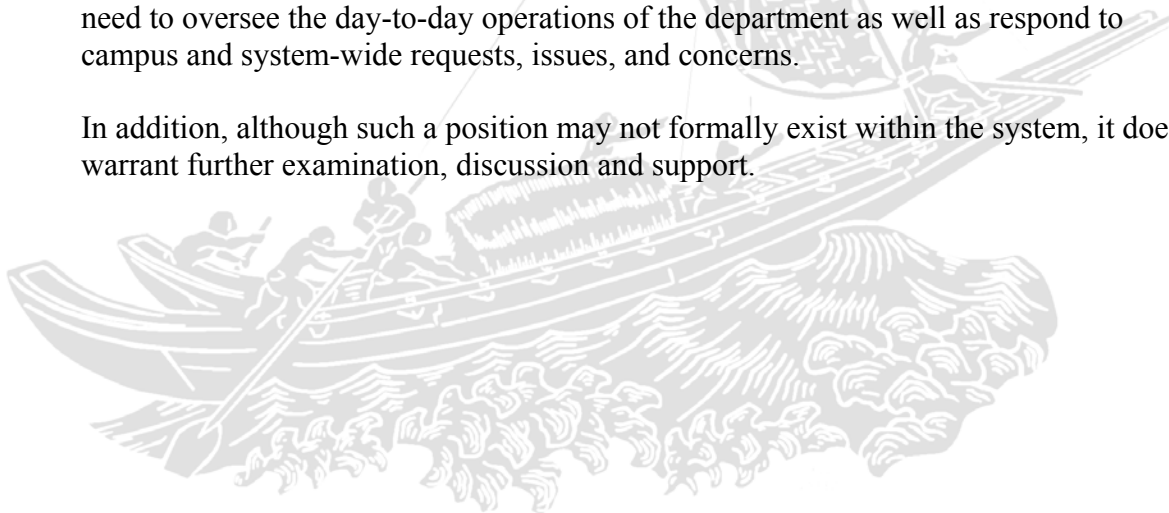 need to oversee the day-to-day operations of the department as well as respond to
campus and system-wide requests, issues, and concerns.
In addition, although such a position may not formally exist within the system, it doe
warrant further examination, discussion and support.